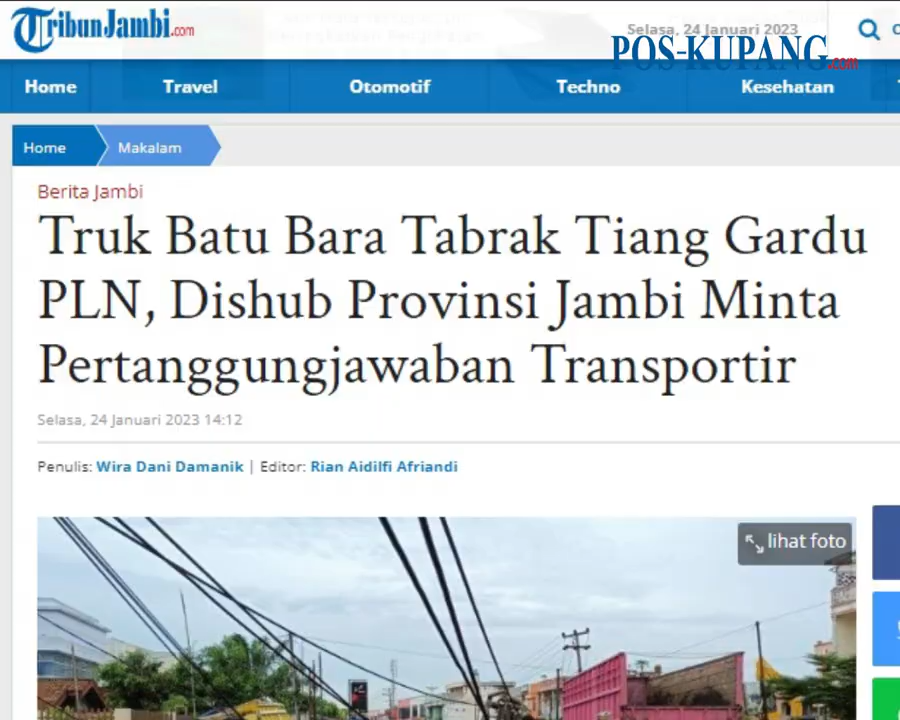 TribunJambi.com
Selasa, 24 Januari 2023
POS-KUPANG.com
Home Travel Otomotif Techno Kesehatan
Home Makalam
Berita Jambi
Truk Batu Bara Tabrak Tiang Gardu
PLN, Dishub Provinsi Jambi Minta
Pertanggungjawaban Transportir
Selasa, 24 Januari 2023 14:12
Penulis: Wira Dani Damanik | Editor: Rian Aidilfi Afriandi
lihat foto